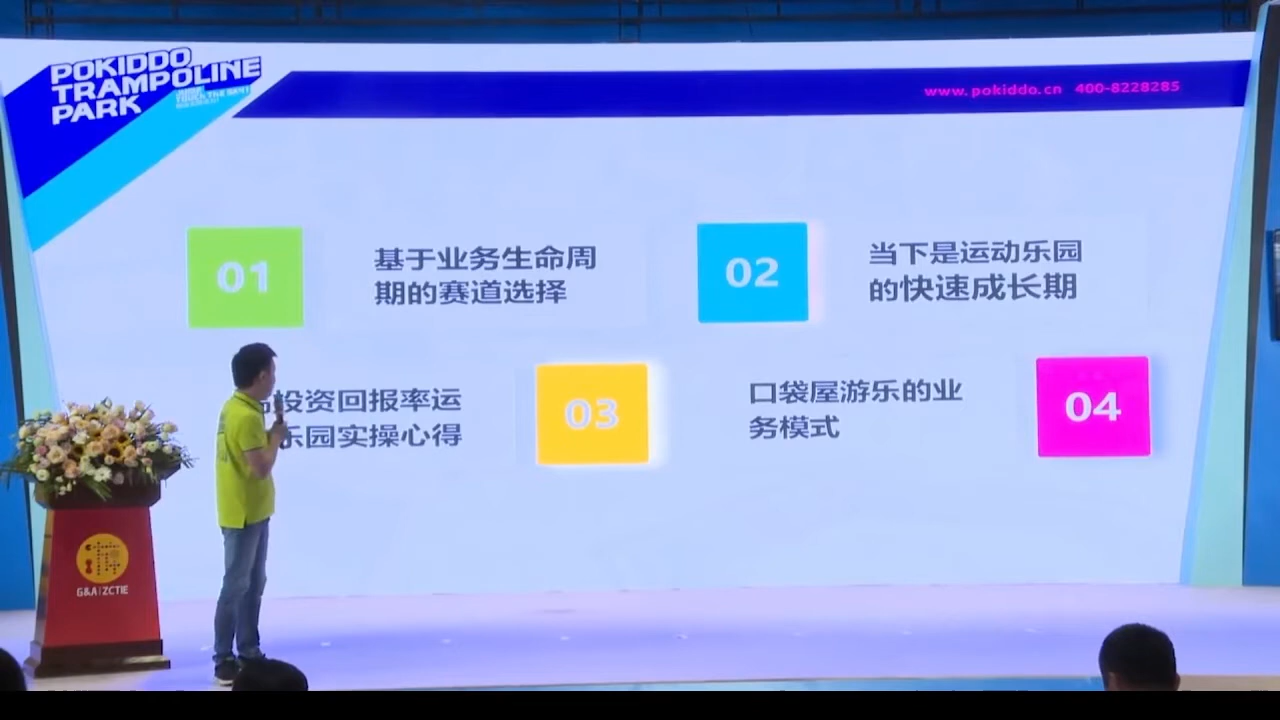 POKIDDO
TRAMPOLINE
PARK
www.pokiddo.cn 400-8228285
01
基于业务生命周
期的赛道选择
02
当下是运动乐园
的快速成长期
投资回报率运
乐园实操心得
03
口袋屋游乐的业
务模式
04
G&A ZCTIE